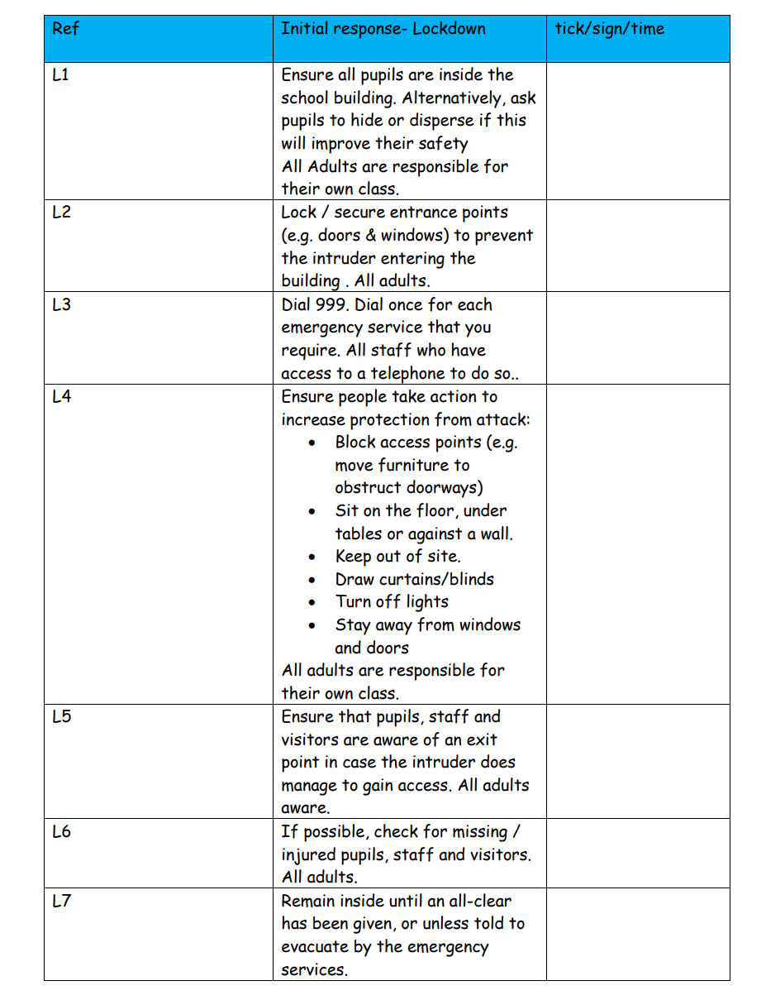 Ref
Initial response- Lockdown
tick/sign/time
L1
Ensure all pupils are inside the
school building. Alternatively, ask
pupils to hide or disperse if this
will improve their safety
All Adults are responsible for
their own class.
L2
Lock / secure entrance points
(e.g. doors & windows) to prevent
the intruder entering the
building . All adults.
L3
Dial 999. Dial once for each
emergency service that you
require. All staff who have
access to a telephone to do so..
L4
Ensure people take action to
increase protection from attack:
• Block access points (e.g.
move furniture to
obstruct doorways)
• Sit on the floor, under
tables or against a wall.
• Keep out of site.
• Draw curtains/blinds
• Turn off lights
• Stay away from windows
and doors
All adults are responsible for
their own class.
L5
Ensure that pupils, staff and
visitors are aware of an exit
point in case the intruder does
manage to gain access. All adults
aware.
L6
If possible, check for missing /
injured pupils, staff and visitors.
All adults.
L7
Remain inside until an all-clear
has been given, or unless told to
evacuate by the emergency
services.